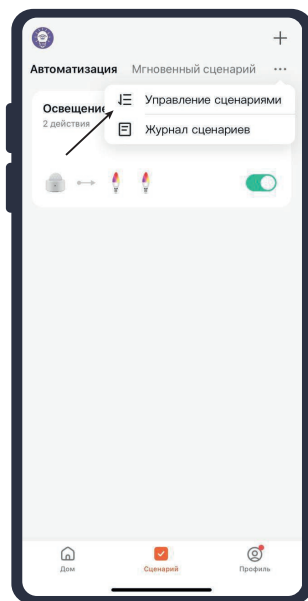 Автоматизация Мгновенный сценарий ...
Освещение
2 действия
Управление сценариями
Журнал сценариев
Дом Сценарий Профиль